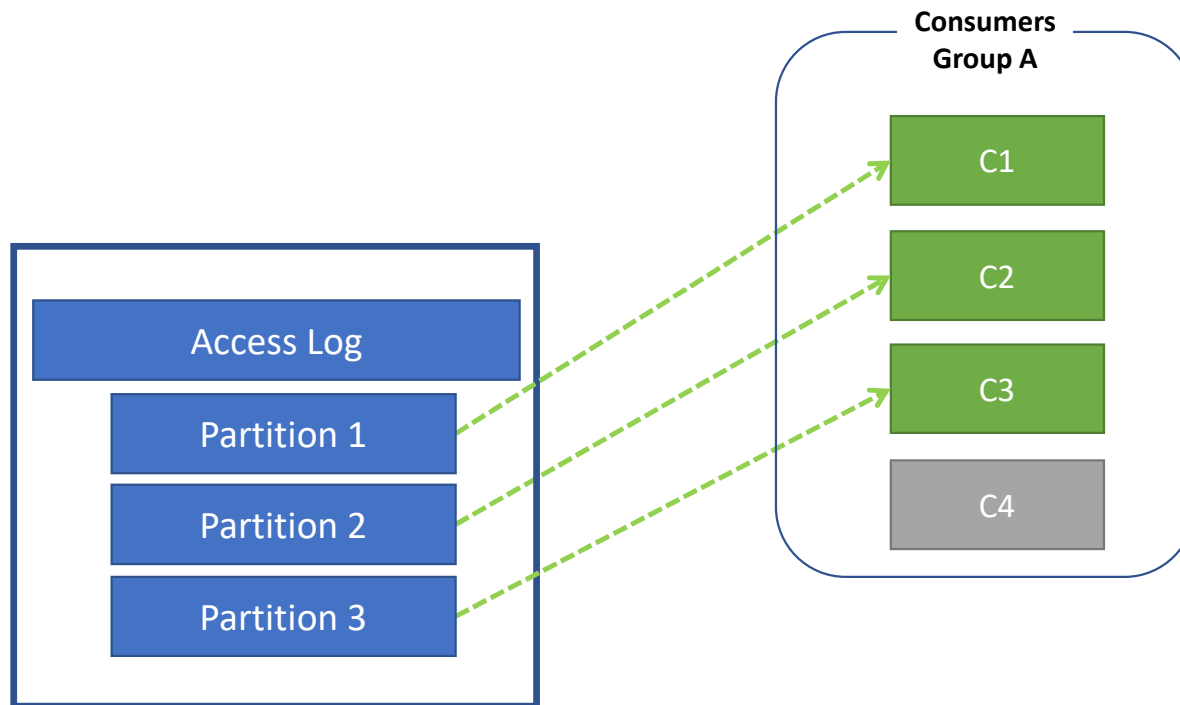 Consumers
Group A
C1
C2
C3
C4
Access Log
Partition 1
Partition 2
Partition 3